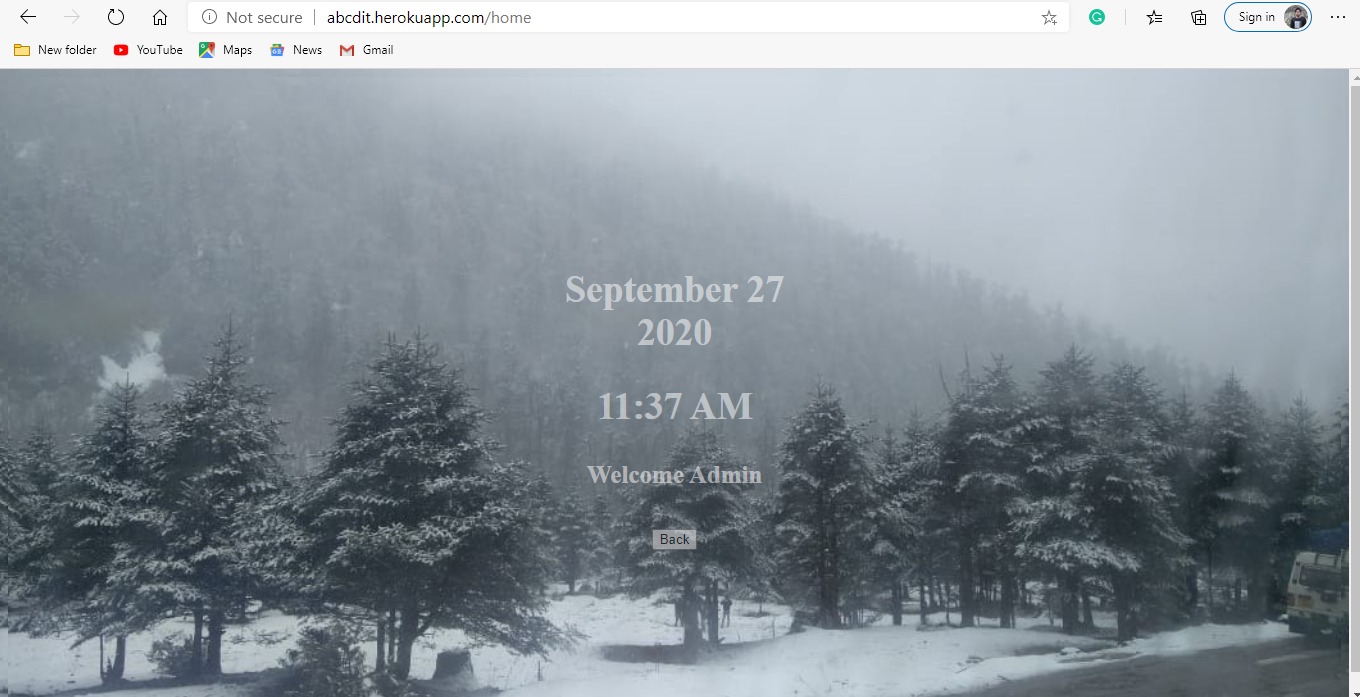 Not secure
abcdit.herokuapp.com/home
Sign in
New folder
YouTube
Maps
News
Gmail
September 27
2020
11:37 AM
Welcome Admin
Back